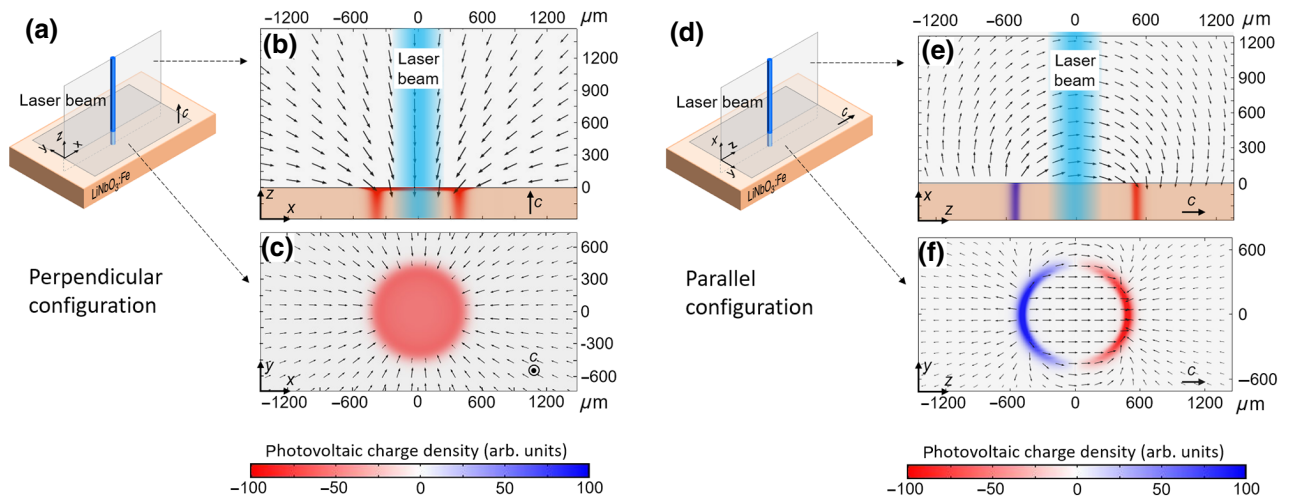 (a)
Laser beam
c
z
x
y
LiNbO3:Fe
Perpendicular
configuration
−1200 −600 0 600 1200 μm
(b)
Laser
beam
1200
900
600
300
0
z
x
c
(c)
600
300
0
−300
−600
c
y
x
−1200 −600 0 600 1200 μm
Photovoltaic charge density (arb. units)
−100 −50 0 50 100
(d)
Laser beam
c
x
z
y
LiNbO3:Fe
Parallel
configuration
−1200 −600 0 600 1200 μm
(e)
Laser
beam
1200
900
600
300
0
x
z
c
(f)
600
0
−600
c
y
z
−1200 −600 0 600 1200 μm
Photovoltaic charge density (arb. units)
−100 −50 0 50 100